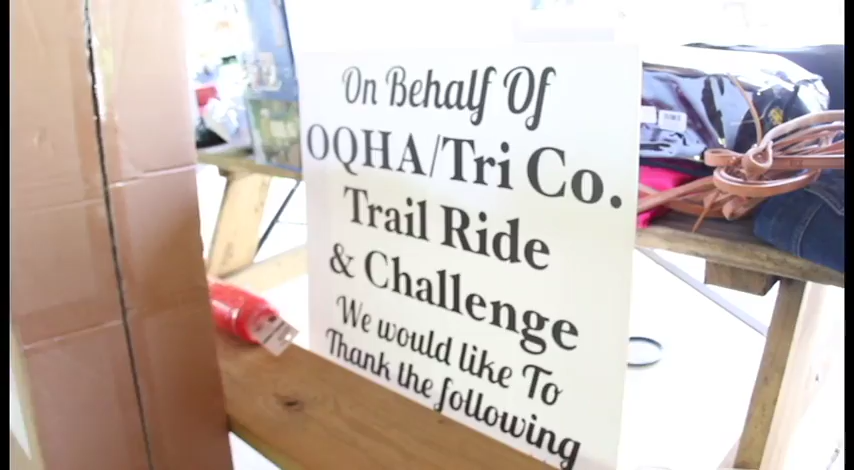 On Behalf Of
OQHA/Tri Co.
Trail Ride
& Challenge
We would like To
Thank the following